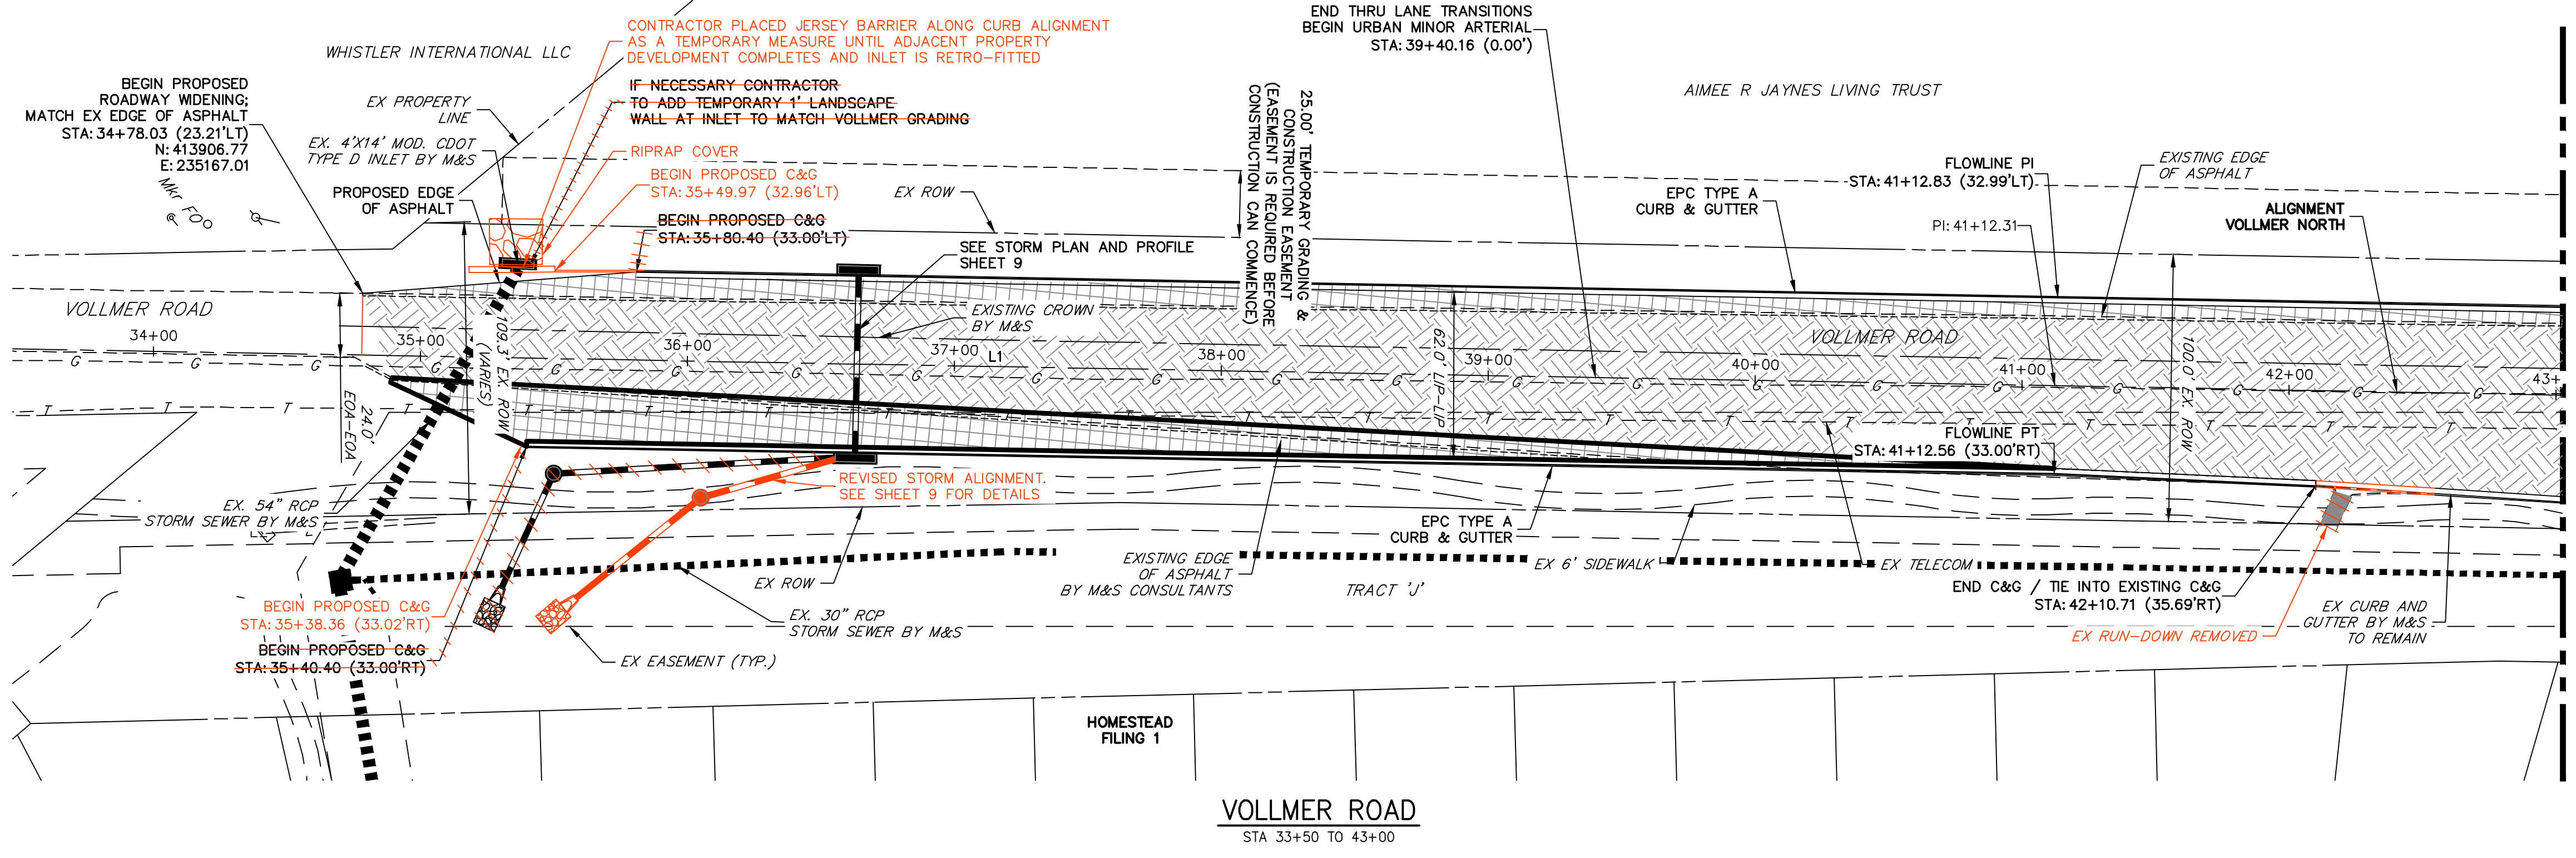 CONTRACTOR PLACED JERSEY BARRIER ALONG CURB ALIGNMENT
AS A TEMPORARY MEASURE UNTIL ADJACENT PROPERTY
DEVELOPMENT COMPLETES AND INLET IS RETRO-FITTED
END THRU LANE TRANSITIONS
BEGIN URBAN MINOR ARTERIAL
STA: 39+40.16 (0.00')
WHISTLER INTERNATIONAL LLC
BEGIN PROPOSED
ROADWAY WIDENING;
MATCH EX EDGE OF ASPHALT
STA: 34+78.03 (23.21'LT)
N: 413906.77
E: 235167.01
EX PROPERTY
LINE
IF NECESSARY CONTRACTOR
TO ADD TEMPORARY 1' LANDSCAPE
WALL AT INLET TO MATCH VOLLMER GRADING
AIMEE R JAYNES LIVING TRUST
25.00' TEMPORARY GRADING &
CONSTRUCTION EASEMENT
(EASEMENT IS REQUIRED BEFORE
CONSTRUCTION CAN COMMENCE)
EX. 4'X14' MOD. CDOT
TYPE D INLET BY M&S
RIPRAP COVER
BEGIN PROPOSED C&G
STA: 35+49.97 (32.96'LT)
EX ROW
FLOWLINE PI
STA: 41+12.83 (32.99'LT)
EXISTING EDGE
OF ASPHALT
Mkr FOO
PROPOSED EDGE
OF ASPHALT
EPC TYPE A
CURB & GUTTER
ALIGNMENT
VOLLMER NORTH
BEGIN PROPOSED C&G
STA: 35+80.40 (33.00'LT)
PI: 41+12.31
SEE STORM PLAN AND PROFILE
SHEET 9
VOLLMER ROAD
EXISTING CROWN
BY M&S
VOLLMER ROAD
34+00
35+00
36+00
37+00
L1
38+00
39+00
40+00
41+00
42+00
43+
G G G G G G G G G G G G G G G G G G G G G
109.3' EX. ROW
(VARIES)
62.0' LIP-LIP
100.0' EX. ROW
24.0'
EOA-EOA
T T T T T T T T T T T T T T T T T T T T T
FLOWLINE PT
STA: 41+12.56 (33.00'RT)
REVISED STORM ALIGNMENT.
SEE SHEET 9 FOR DETAILS
EX. 54" RCP
STORM SEWER BY M&S
EPC TYPE A
CURB & GUTTER
EXISTING EDGE
OF ASPHALT
BY M&S CONSULTANTS
EX 6' SIDEWALK
EX TELECOM
EX ROW
TRACT 'J'
END C&G / TIE INTO EXISTING C&G
STA: 42+10.71 (35.69'RT)
BEGIN PROPOSED C&G
STA: 35+38.36 (33.02'RT)
EX. 30" RCP
STORM SEWER BY M&S
EX CURB AND
GUTTER BY M&S
TO REMAIN
EX RUN-DOWN REMOVED
BEGIN PROPOSED C&G
STA: 35+40.40 (33.00'RT)
EX EASEMENT (TYP.)
HOMESTEAD
FILING 1
VOLLMER ROAD
STA 33+50 TO 43+00